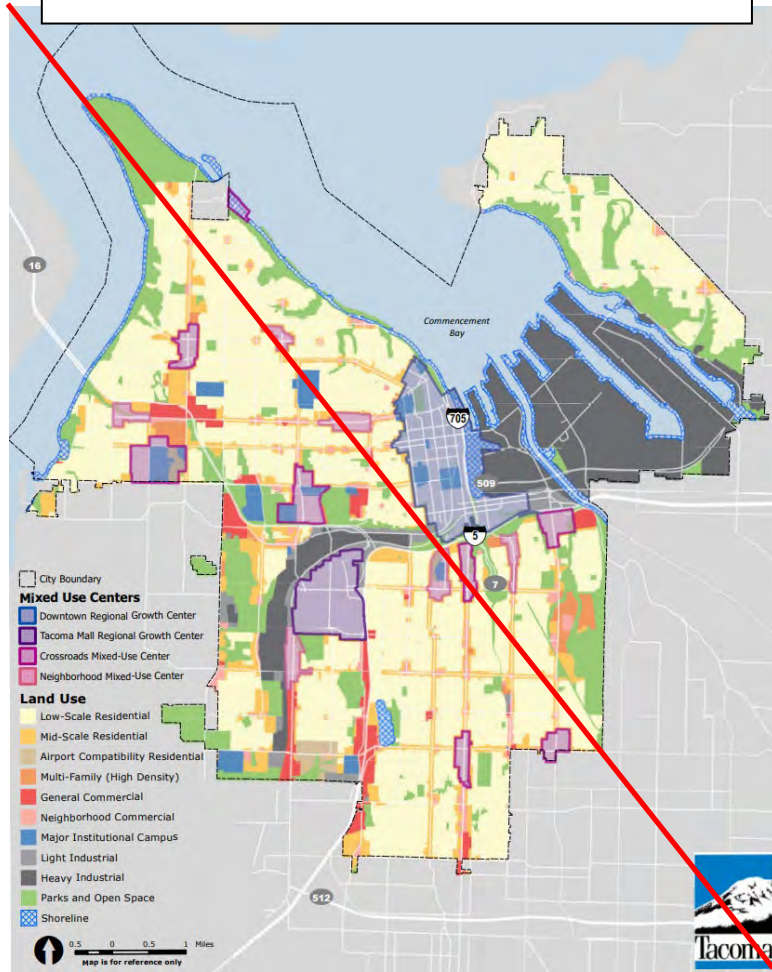 16
Commencement
Bay
705
509
5
7
City Boundary
Mixed Use Centers
Downtown Regional Growth Center
Tacoma Mall Regional Growth Center
Crossroads Mixed-Use Center
Neighborhood Mixed-Use Center
Land Use
Low-Scale Residential
Mid-Scale Residential
Airport Compatibility Residential
Multi-Family (High Density)
General Commercial
Neighborhood Commercial
Major Institutional Campus
Light Industrial
Heavy Industrial
Parks and Open Space
Shoreline
512
0.5 0 0.5 1 Miles
Map is for reference only
Tacoma